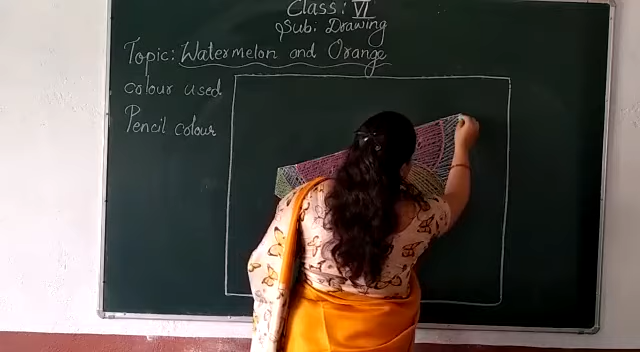 Class: VI
Sub: Drawing
Topic: Watermelon and Orange
colour used
Pencil colour